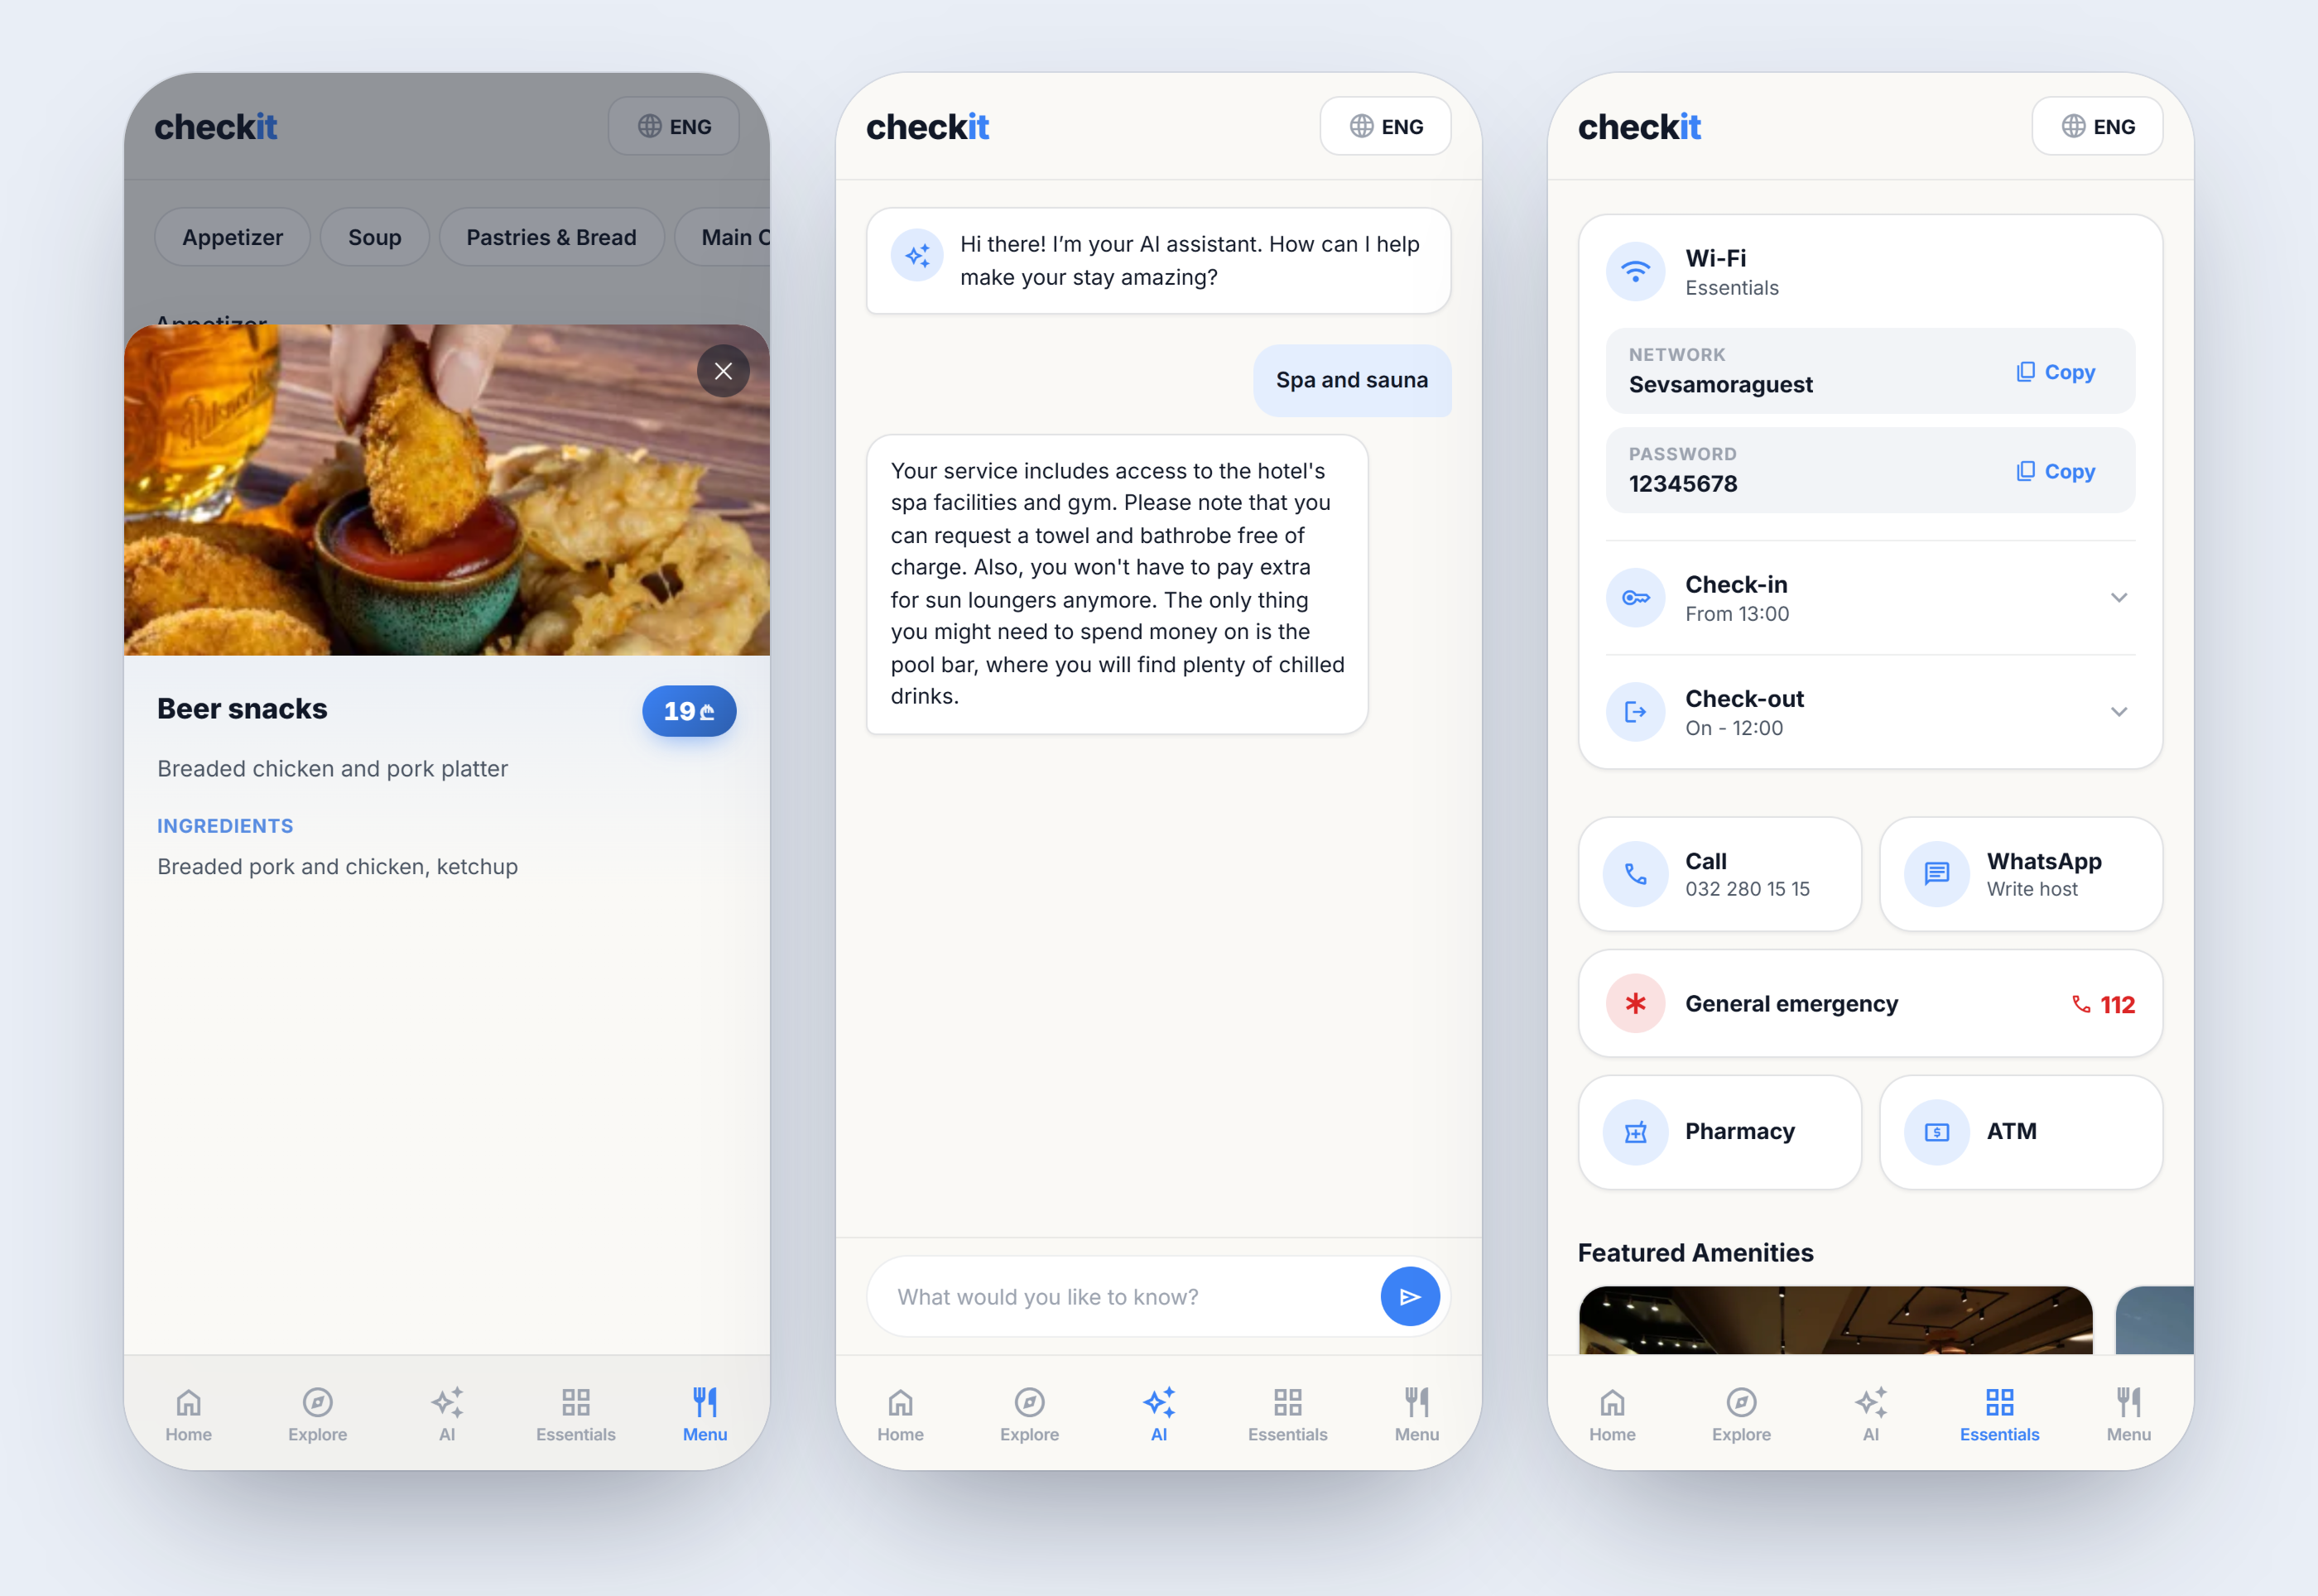 checkit
ENG
Appetizer
Soup
Pastries & Bread
Main C
Appetizer
Beer snacks
19 ₾
Breaded chicken and pork platter
INGREDIENTS
Breaded pork and chicken, ketchup
Home
Explore
AI
Essentials
Menu
checkit
ENG
Hi there! I’m your AI assistant. How can I help
make your stay amazing?
Spa and sauna
Your service includes access to the hotel's
spa facilities and gym. Please note that you
can request a towel and bathrobe free of
charge. Also, you won't have to pay extra
for sun loungers anymore. The only thing
you might need to spend money on is the
pool bar, where you will find plenty of chilled
drinks.
What would you like to know?
Home
Explore
AI
Essentials
Menu
checkit
ENG
Wi-Fi
Essentials
NETWORK
Sevsamoraguest
Copy
PASSWORD
12345678
Copy
Check-in
From 13:00
Check-out
On - 12:00
Call
032 280 15 15
WhatsApp
Write host
General emergency
112
Pharmacy
ATM
Featured Amenities
Home
Explore
AI
Essentials
Menu